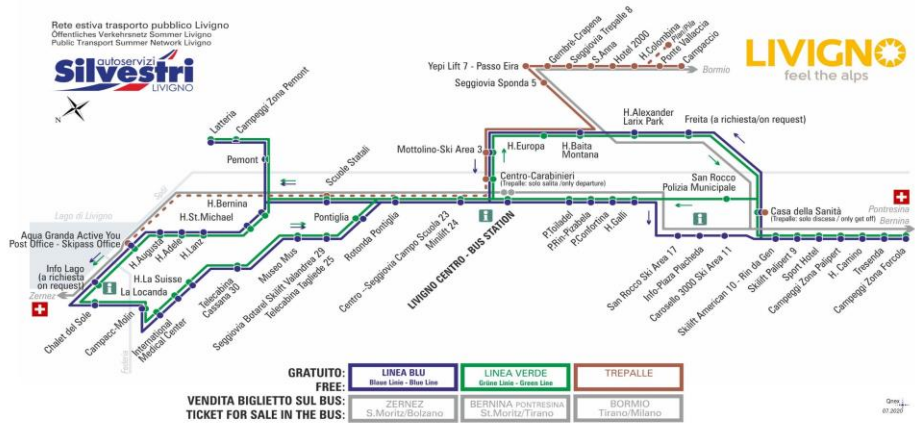 Rete estiva trasporto pubblico Livigno
Öffentliches Verkehrsnetz Sommer Livigno
Public Transport Summer Network Livigno
autoservizi
Silvestri
LIVIGNO
N
LIVIGNO
feel the alps
Gembrè-Crapena
Seggiovia Trepalle 8
S.Anna
Hotel 2000
H.Colombina
Plan/Pila
Ponte Vallaccia
Campaccio
Yepi Lift 7 - Passo Eira
Seggiovia Sponda 5
Bormio
Latteria
Campeggi Zona Pemont
Pemont
Scuole Statali
Mottolino-Ski Area 3
H.Europa
H.Baita
Montana
H.Alexander
Larix Park
Freita (a richiesta/on request)
Centro-Carabinieri
(Trepalle: solo salita /only departure)
San Rocco
Polizia Municipale
Casa della Sanità
(Trepalle: solo discesa / only get off)
Pontresina
Bernina
Lago di Livigno
H.Bernina
H.St.Michael
Pontiglia
Aqua Granda Active You
Post Office - Skipass Office
H.Augusta
H.Adele
H.Lanz
Info Lago
(a richiesta
on request)
Zernez
H.La Suisse
La Locanda
Chalet del Sole
Campacc-Molin
International
Medical Center
Telecabina
Cassana 30
Seggiovia Botarel Skilift Valandrea 25
Museo Mus
Telecabina Tagliede 25
Rotonda Pontiglia
Centro -Seggiovia Campo Scuola 23
Minilift 24
LIVIGNO CENTRO - BUS STATION
P.Toiladel
P.Rin-Pizabela
P.Confortina
H.Galli
San Rocco Ski Area 17
Info-Plaza Placheda
Carosello 3000 Ski Area 11
Skilift American 10 - Rin da Gen
Skilift Palipert 9
Sport Hotel
Campeggi Zona Palipert
H. Camino
Tresenda
Campeggi Zona Forcola
GRATUITO:
FREE:
LINEA BLU
Blaue Linie - Blue Line
LINEA VERDE
Grüne Linie - Green Line
TREPALLE
VENDITA BIGLIETTO SUL BUS:
TICKET FOR SALE IN THE BUS:
ZERNEZ
S.Moritz/Bolzano
BERNINA PONTRESINA
St.Moritz/Tirano
BORMIO
Tirano/Milano
07.2020